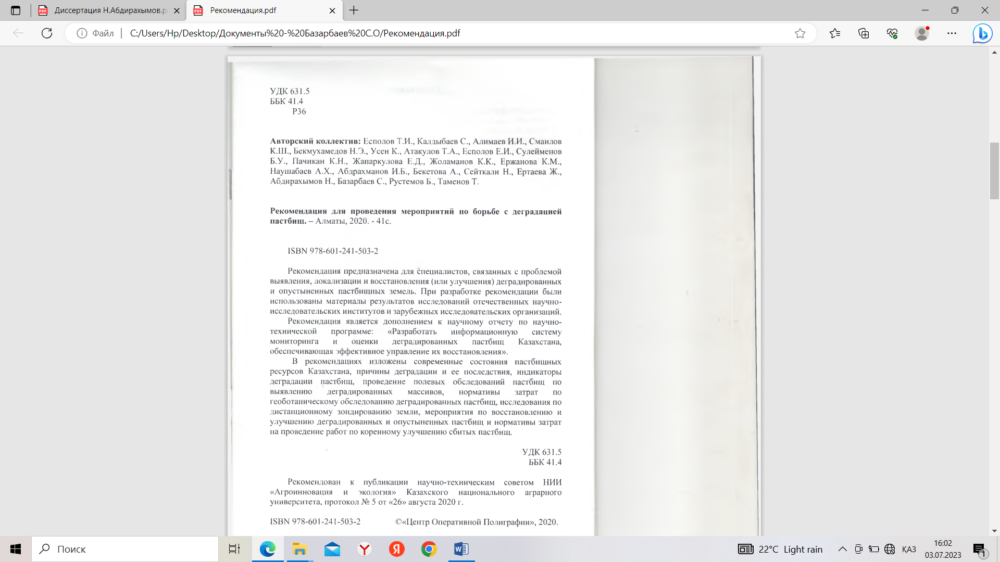 Диссертация Н.Абдирахымов.p
Рекомендация.pdf
Файл
C:/Users/Hp/Desktop/Документы%20-%20Базарбаев%20С.О/Рекомендация.pdf
УДК 631.5
ББК 41.4
Р36
Авторский коллектив: Есполов Т.И., Калдыбаев С., Алимаев И.И., Смаилов
К.Ш., Бекмухамедов Н.Э., Усен К., Атакулов Т.А., Есполов Е.И., Сулейменов
Б.У., Пачикан К.Н., Жапаркулова Е.Д., Жоламанов К.К., Ержанова К.М.,
Наушабаев А.Х., Абдрахманов И.Б., Бекетова А., Сейткали Н., Ертаева Ж.,
Абдирахымов Н., Базарбаев С., Рустемов Б., Таменов Т.
Рекомендация для проведения мероприятий по борьбе с деградацией
пастбищ. – Алматы, 2020. - 41с.
ISBN 978-601-241-503-2
Рекомендация предназначена для специалистов, связанных с проблемой
выявления, локализации и восстановления (или улучшения) деградированных
и опустыненных пастбищных земель. При разработке рекомендации были
использованы материалы результатов исследований отечественных научно-
исследовательских институтов и зарубежных исследовательских организаций.
Рекомендация является дополнением к научному отчету по научно-
технической программе: «Разработать информационную систему
мониторинга и оценки деградированных пастбищ Казахстана,
обеспечивающая эффективное управление их восстановления».
В рекомендациях изложены современные состояния пастбищных
ресурсов Казахстана, причины деградации и ее последствия, индикаторы
деградации пастбищ, проведение полевых обследований пастбищ по
выявлению деградированных массивов, нормативы затрат по
геоботаническому обследованию деградированных пастбищ, исследования по
дистанционному зондированию земли, мероприятия по восстановлению и
улучшению деградированных и опустыненных пастбищ и нормативы затрат
на проведение работ по коренному улучшению сбитых пастбищ.
УДК 631.5
ББК 41.4
Рекомендован к публикации научно-техническим советом НИИ
«Агроинновация и экология» Казахского национального аграрного
университета, протокол № 5 от «26» августа 2020 г.
ISBN 978-601-241-503-2 ©«Центр Оперативной Полиграфии», 2020.
Поиск
22°C Light rain
ҚАЗ
16:02
03.07.2023
1